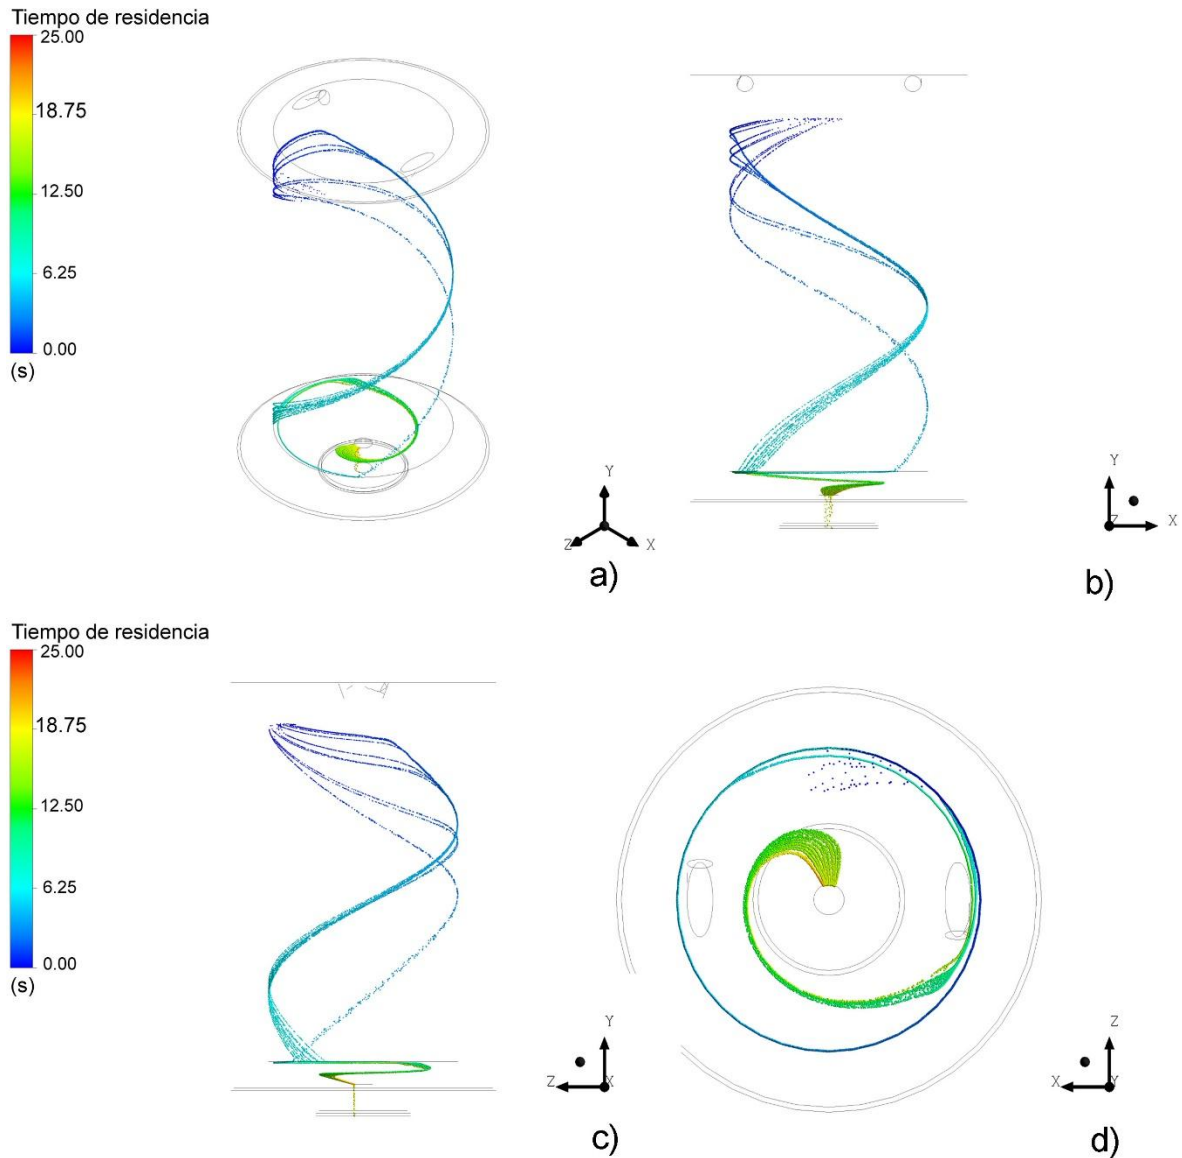 Tiempo de residencia
25.00
18.75
12.50
6.25
0.00
(s)
Y
Z
X
a)
Y
Z
X
b)
Tiempo de residencia
25.00
18.75
12.50
6.25
0.00
(s)
Y
Z
X
c)
Z
X
Y
d)